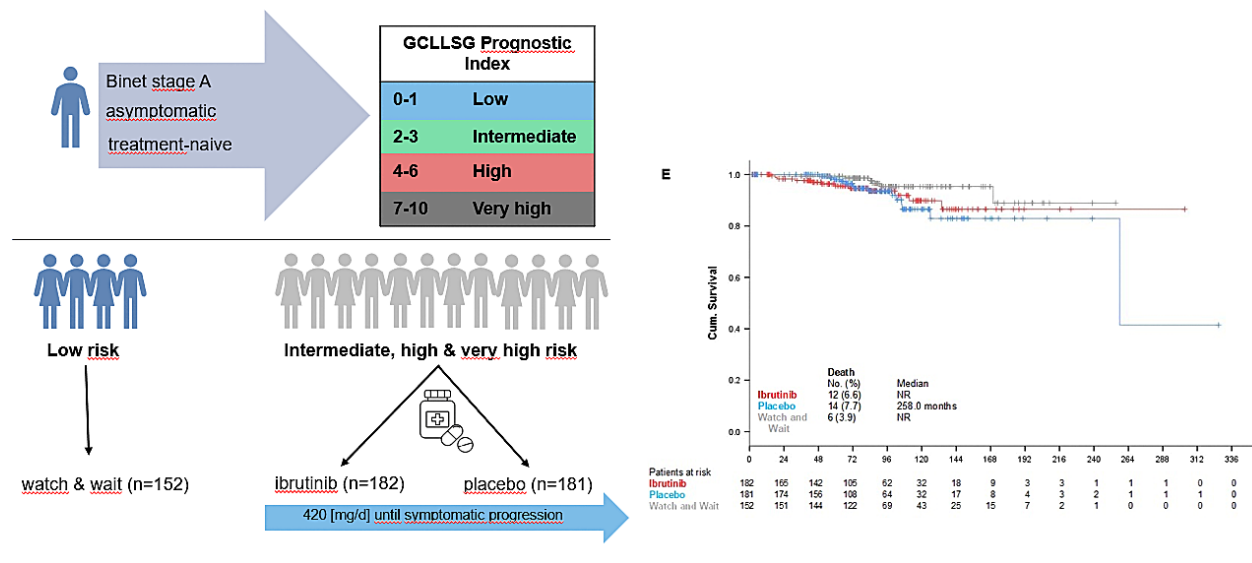 Binet stage A
asymptomatic
treatment-naive
GCLLSG Prognostic
Index
0-1 Low
2-3 Intermediate
4-6 High
7-10 Very high
Low risk
Intermediate, high & very high risk
watch & wait (n=152)
ibrutinib (n=182)
placebo (n=181)
420 [mg/d] until symptomatic progression
E
Cum. Survival
1.0
0.8
0.6
0.4
0.2
0.0
Death
No. (%) Median
Ibrutinib 12 (6.6) NR
Placebo 14 (7.7) 258.0 months
Watch and 6 (3.9) NR
Wait
0 24 48 72 96 120 144 168 192 216 240 264 288 312 336
Patients at risk
Ibrutinib 182 165 142 105 62 32 18 9 3 3 1 1 1 0 0
Placebo 181 174 156 108 64 32 17 8 4 3 2 1 1 1 0
Watch and Wait 152 151 144 122 69 43 25 15 7 2 1 0 0 0 0